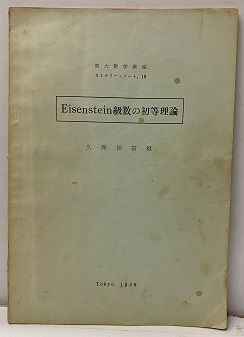 東大数学教室
セミナリー・ノート, 18
Eisenstein級数の初等理論
久保田富雄
Tokyo 1968